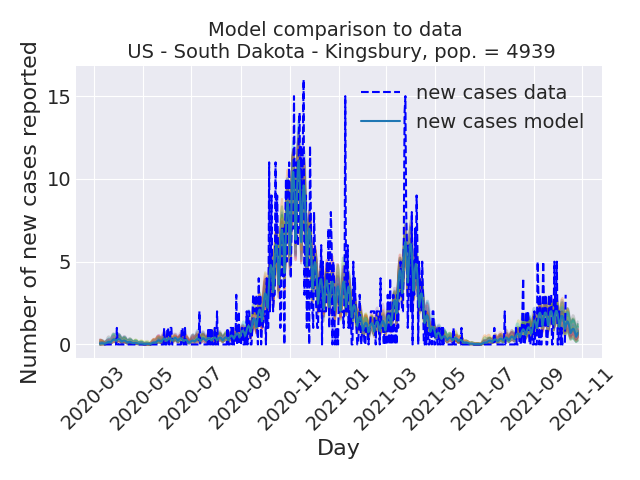 Model comparison to data
US - South Dakota - Kingsbury, pop. = 4939
Number of new cases reported
15
10
5
0
new cases data
new cases model
2020-03
2020-05
2020-07
2020-09
2020-11
2021-01
2021-03
2021-05
2021-07
2021-09
2021-11
Day